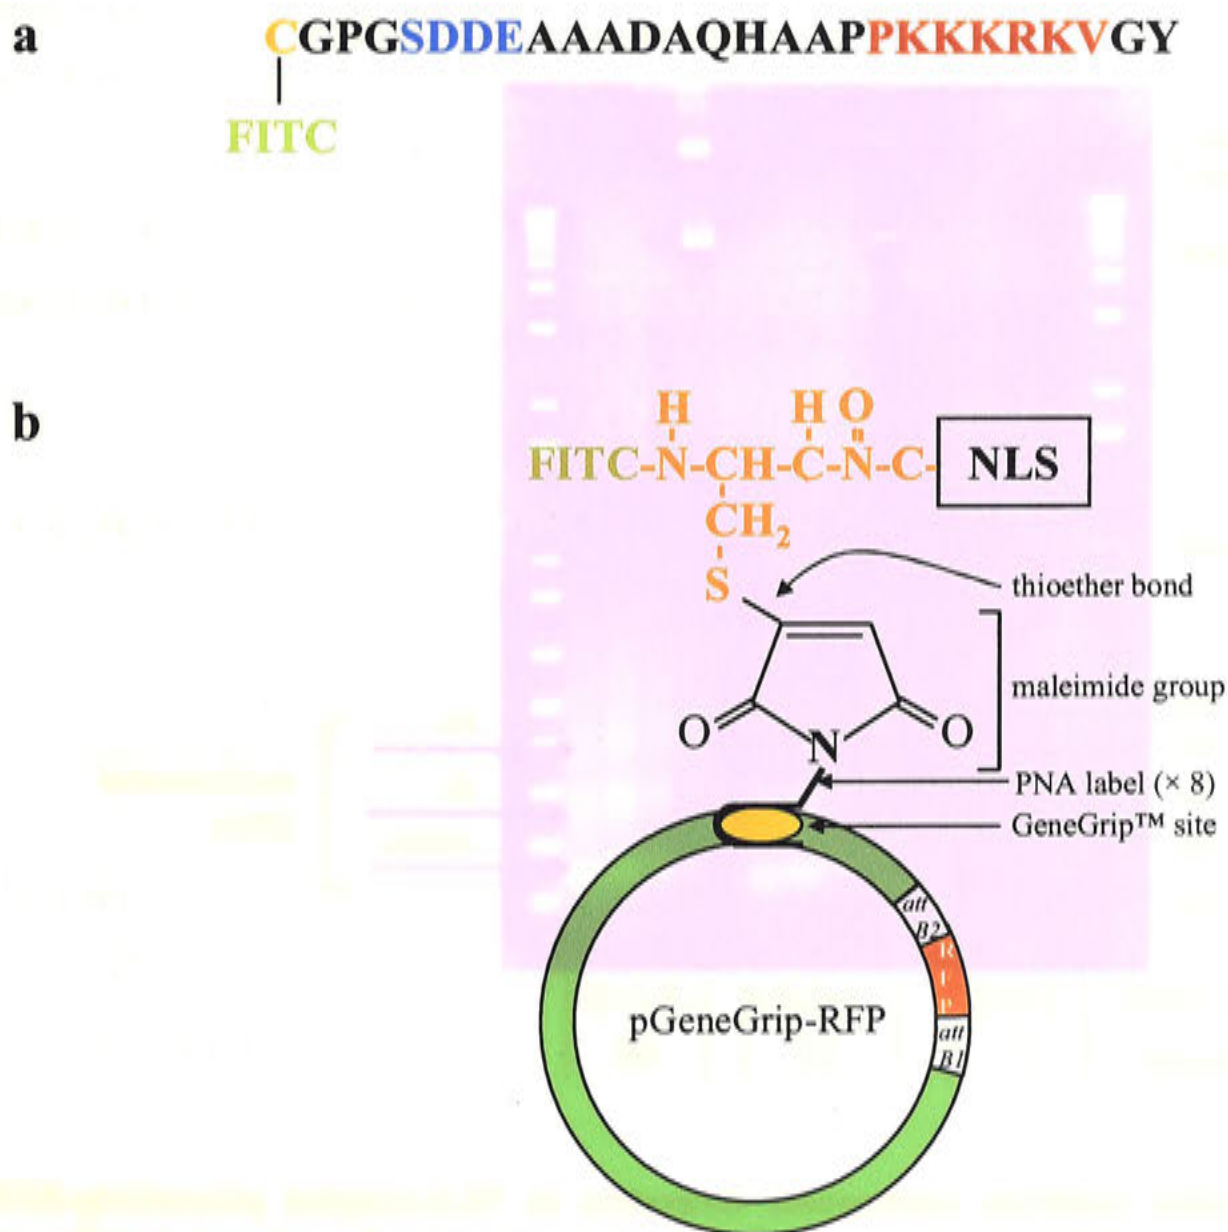 a CGPGSDDEAAADAQHAAPPKKKRKVGY
FITC
b
H H O
FITC-N-CH-C-N-C- NLS
CH2
S
thioether bond
maleimide group
O N O
PNA label (× 8)
GeneGrip™ site
att
B2
RFP
att
B1
pGeneGrip-RFP